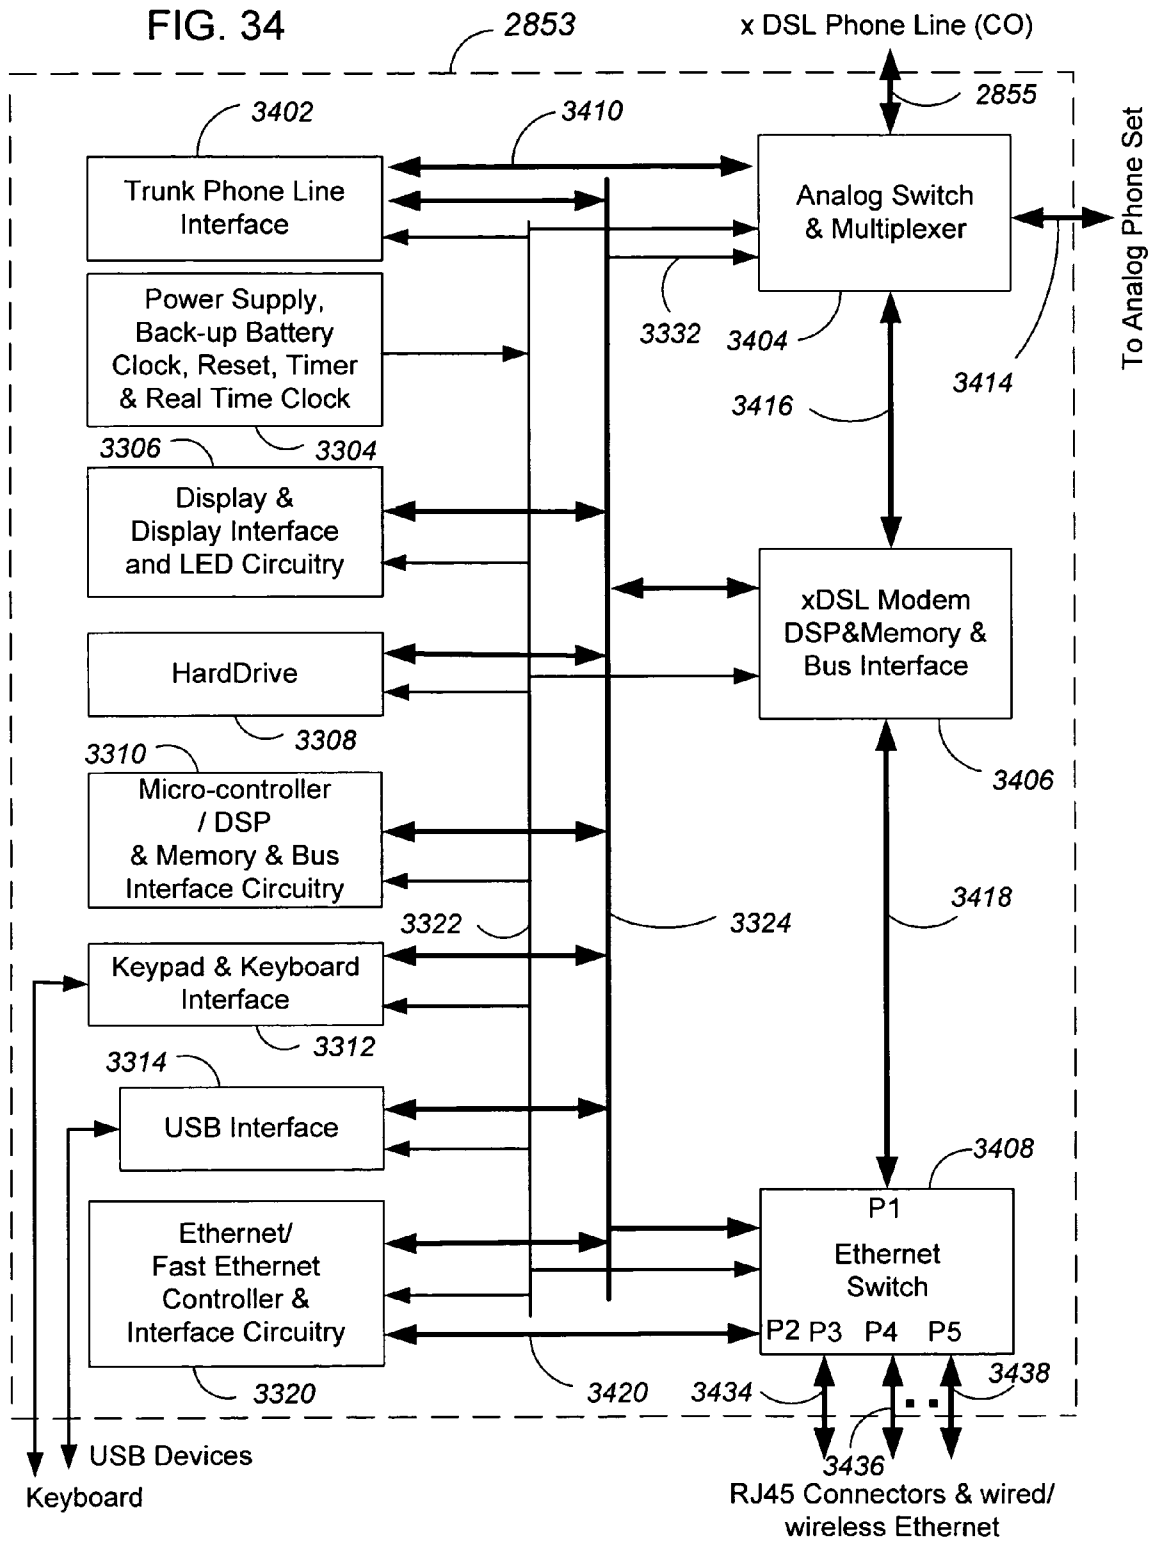 FIG. 34
2853
x DSL Phone Line (CO)
2855
3402
3410
To Analog Phone Set
Trunk Phone Line
Interface
Analog Switch
& Multiplexer
3332
3404
3414
Power Supply,
Back-up Battery
Clock, Reset, Timer
& Real Time Clock
3304
3416
3306
Display &
Display Interface
and LED Circuitry
xDSL Modem
DSP&Memory &
Bus Interface
HardDrive
3308
3406
3310
Micro-controller
/ DSP
& Memory & Bus
Interface Circuitry
3322
3324
3418
Keypad & Keyboard
Interface
3312
3314
USB Interface
3408
P1
Ethernet
Switch
P2 P3 P4 P5
Ethernet/
Fast Ethernet
Controller &
Interface Circuitry
3320
3420
3434
3438
3436
USB Devices
Keyboard
RJ45 Connectors & wired/
wireless Ethernet